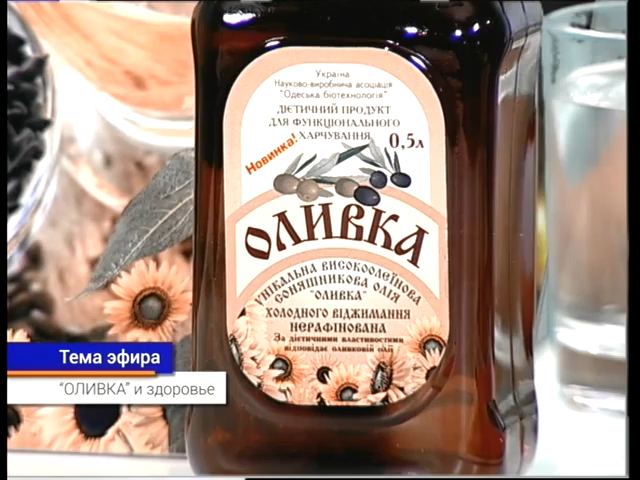 Україна
Науково-виробнича асоціація
"Одеська біотехнологія"
ДІЄТИЧНИЙ ПРОДУКТ
ДЛЯ ФУНКЦІОНАЛЬНОГО
ХАРЧУВАННЯ
Новинка!
0,5л
ОЛИВКА
УНІКАЛЬНА ВИСОКООЛЕЇНОВА
СОНЯШНИКОВА ОЛІЯ
"ОЛИВКА"
ХОЛОДНОГО ВІДЖИМАННЯ
НЕРАФІНОВАНА
За дієтичними властивостями
відповідає оливковій олії
Тема эфира
“ОЛИВКА” и здоровье